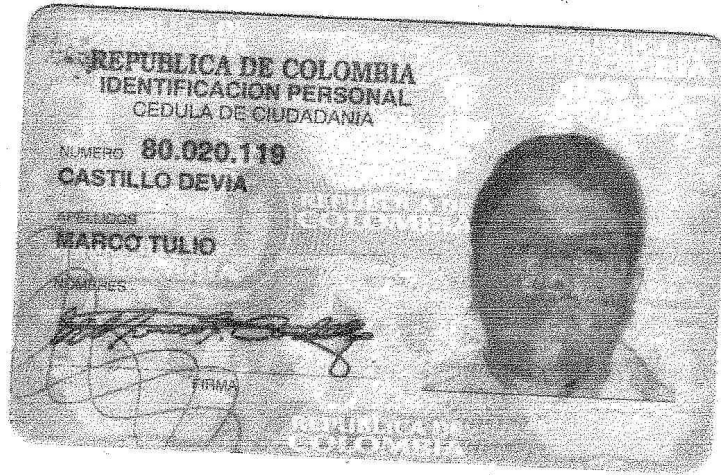 REPUBLICA DE COLOMBIA
IDENTIFICACION PERSONAL
CEDULA DE CIUDADANIA
NUMERO 80.020.119
CASTILLO DEVIA
APELLIDOS
MARCO TULIO
NOMBRES
FIRMA
REPUBLICA DE
COLOMBIA
REPUBLICA DE
COLOMBIA